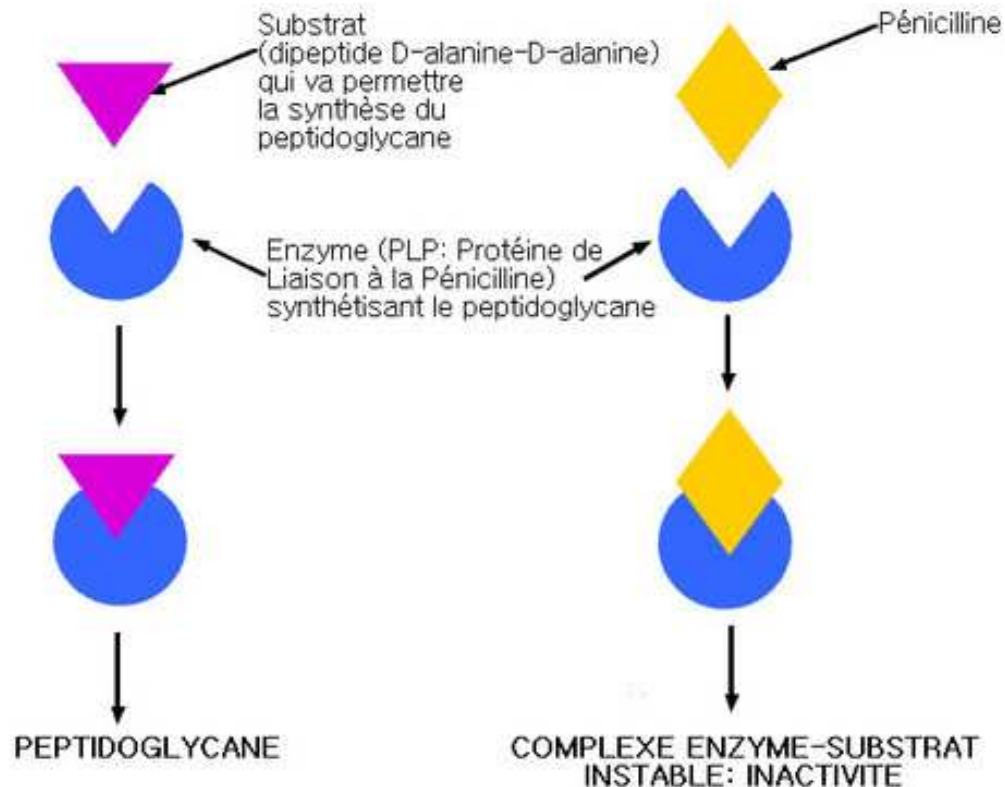 Substrat
(dipeptide D-alanine-D-alanine)
qui va permettre
la synthèse du
peptidoglycane
Pénicilline
Enzyme (PLP: Protéine de
Liaison à la Pénicilline)
synthétisant le peptidoglycane
PEPTIDOGLYCANE
COMPLEXE ENZYME-SUBSTRAT
INSTABLE: INACTIVITE